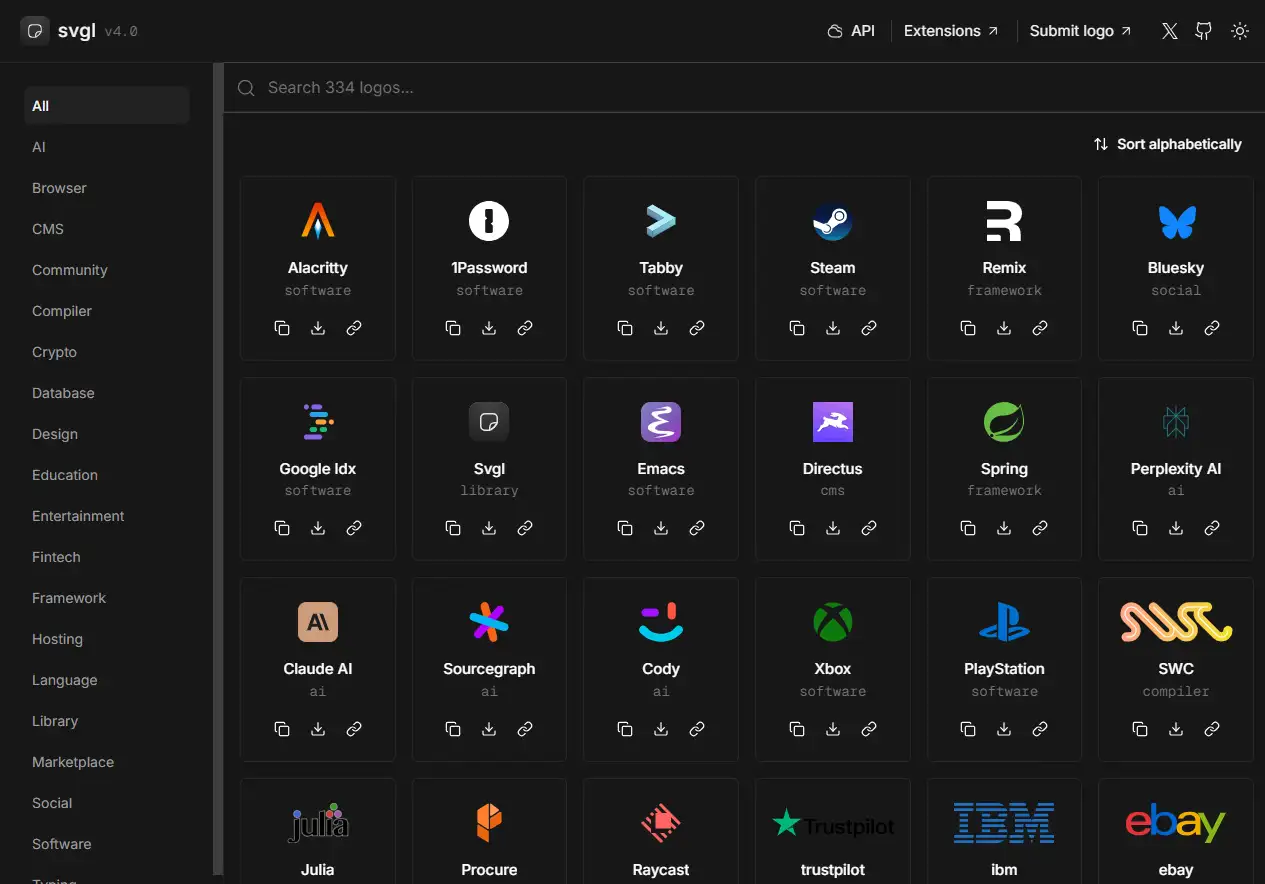 svgl v4.0
API
Extensions
Submit logo
Search 334 logos...
All
AI
Browser
CMS
Community
Compiler
Crypto
Database
Design
Education
Entertainment
Fintech
Framework
Hosting
Language
Library
Marketplace
Social
Software
Typing
Sort alphabetically
Alacritty
software
1Password
software
Tabby
software
Steam
software
Remix
framework
Bluesky
social
Google Idx
software
Svgl
library
Emacs
software
Directus
cms
Spring
framework
Perplexity AI
ai
AI
Claude AI
ai
Sourcegraph
ai
Cody
ai
Xbox
software
PlayStation
software
SWC
SWC
compiler
julia
Julia
Procure
Raycast
Trustpilot
trustpilot
IBM
ibm
ebay
ebay